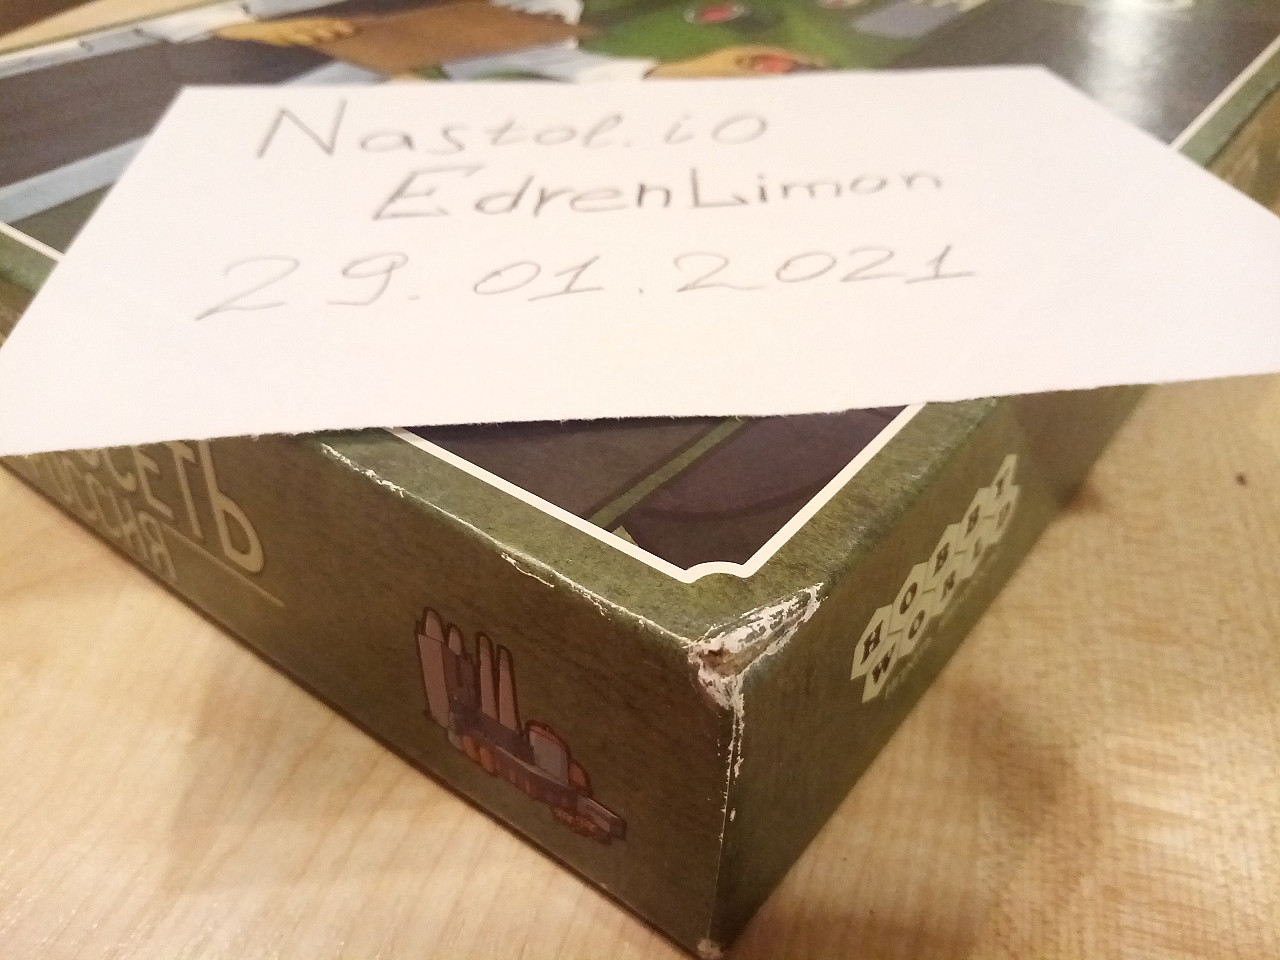 Nastol.io
EdrenLimon
29.01.2021
HOBBY
WORLD